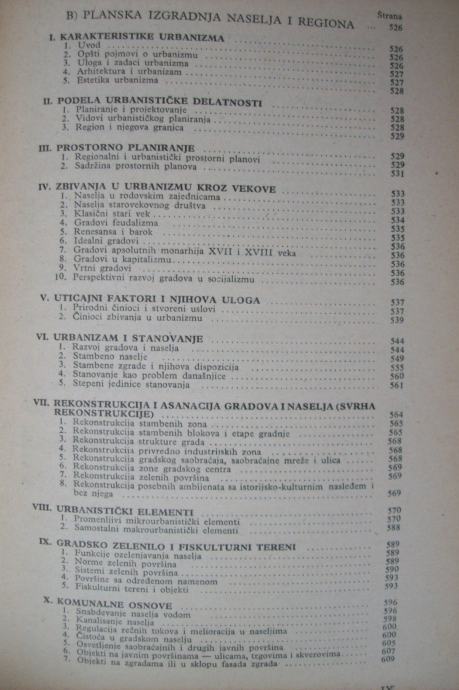 Strana
B) PLANSKA IZGRADNJA NASELJA I REGIONA ... 526
I. KARAKTERISTIKE URBANIZMA 526
1. Uvod 526
2. Opšti pojmovi o urbanizmu 526
3. Uloga i zadaci urbanizma 527
4. Arhitektura i urbanizam 527
5. Estetika urbanizma 528
II. PODELA URBANISTIČKE DELATNOSTI 528
1. Planiranje i projektovanje 528
2. Vidovi urbanističkog planiranja 528
3. Region i njegova granica 529
III. PROSTORNO PLANIRANJE 529
1. Regionalni i urbanistički prostorni planovi 529
2. Sadržina prostornih planova 531
IV. ZBIVANJA U URBANIZMU KROZ VEKOVE 533
1. Naselja u rodovskim zajednicama 533
2. Naselja starovekovnog društva 533
3. Klasični stari vek 534
4. Gradovi feudalizma 535
5. Renesansa i barok 535
6. Idealni gradovi 536
7. Gradovi apsolutnih monarhija XVII i XVIII veka 536
8. Gradovi u kapitalizmu 536
9. Vrtni gradovi 536
10. Perspektivni razvoj gradova u socijalizmu 536
V. UTICAJNI FAKTORI I NJIHOVA ULOGA 537
1. Prirodni činioci i stvoreni uslovi 537
2. Činioci zbivanja u urbanizmu 539
VI. URBANIZAM I STANOVANJE 544
1. Razvoj gradova i naselja 544
2. Stambeno naselje 549
3. Stambene zgrade i njihova dispozicija 555
4. Stanovanje kao problem današnjice 560
5. Stepeni jedinice stanovanja 561
VII. REKONSTRUKCIJA I ASANACIJA GRADOVA I NASELJA (SVRHA
REKONSTRUKCIJE) 564
1. Rekonstrukcija stambenih zona 565
2. Rekonstrukcija stambenih blokova i etape gradnje 565
3. Rekonstrukcija strukture grada 568
4. Rekonstrukcija privredno industrijskih zona 568
5. Rekonstrukcija gradskog saobraćaja, saobraćajne mreže i ulica 568
6. Rekonstrukcija zone gradskog centra 569
7. Rekonstrukcija zelenih površina 569
8. Rekonstrukcija posebnih ambijenata sa istorijsko-kulturnim nasleđem i
bez njega 569
VIII. URBANISTIČKI ELEMENTI 570
1. Promenljivi mikrourbanistički elementi 570
2. Samostalni makrourbanistički elementi 588
IX. GRADSKO ZELENILO I FISKULTURNI TERENI 589
1. Funkcije ozelenjavanja naselja 589
2. Norme zelenih površina 589
3. Sistemi zelenih površina 590
4. Površine sa određenom namenom 593
5. Fiskulturni tereni i objekti 593
X. KOMUNALNE OSNOVE 596
1. Snabdevanje naselja vodom 596
2. Kanalisanje naselja 598
3. Regulacija rečnih tokova i melioracija u naseljima 600
4. Čistoća u gradskom naselju 600
5. Osvetljenje saobraćajnih i drugih javnih površina 605
6. Objekti na javnim površinama — ulicama, trgovima i skverovima 607
7. Objekti na zgradama ili u sklopu fasada zgrada 609
IX